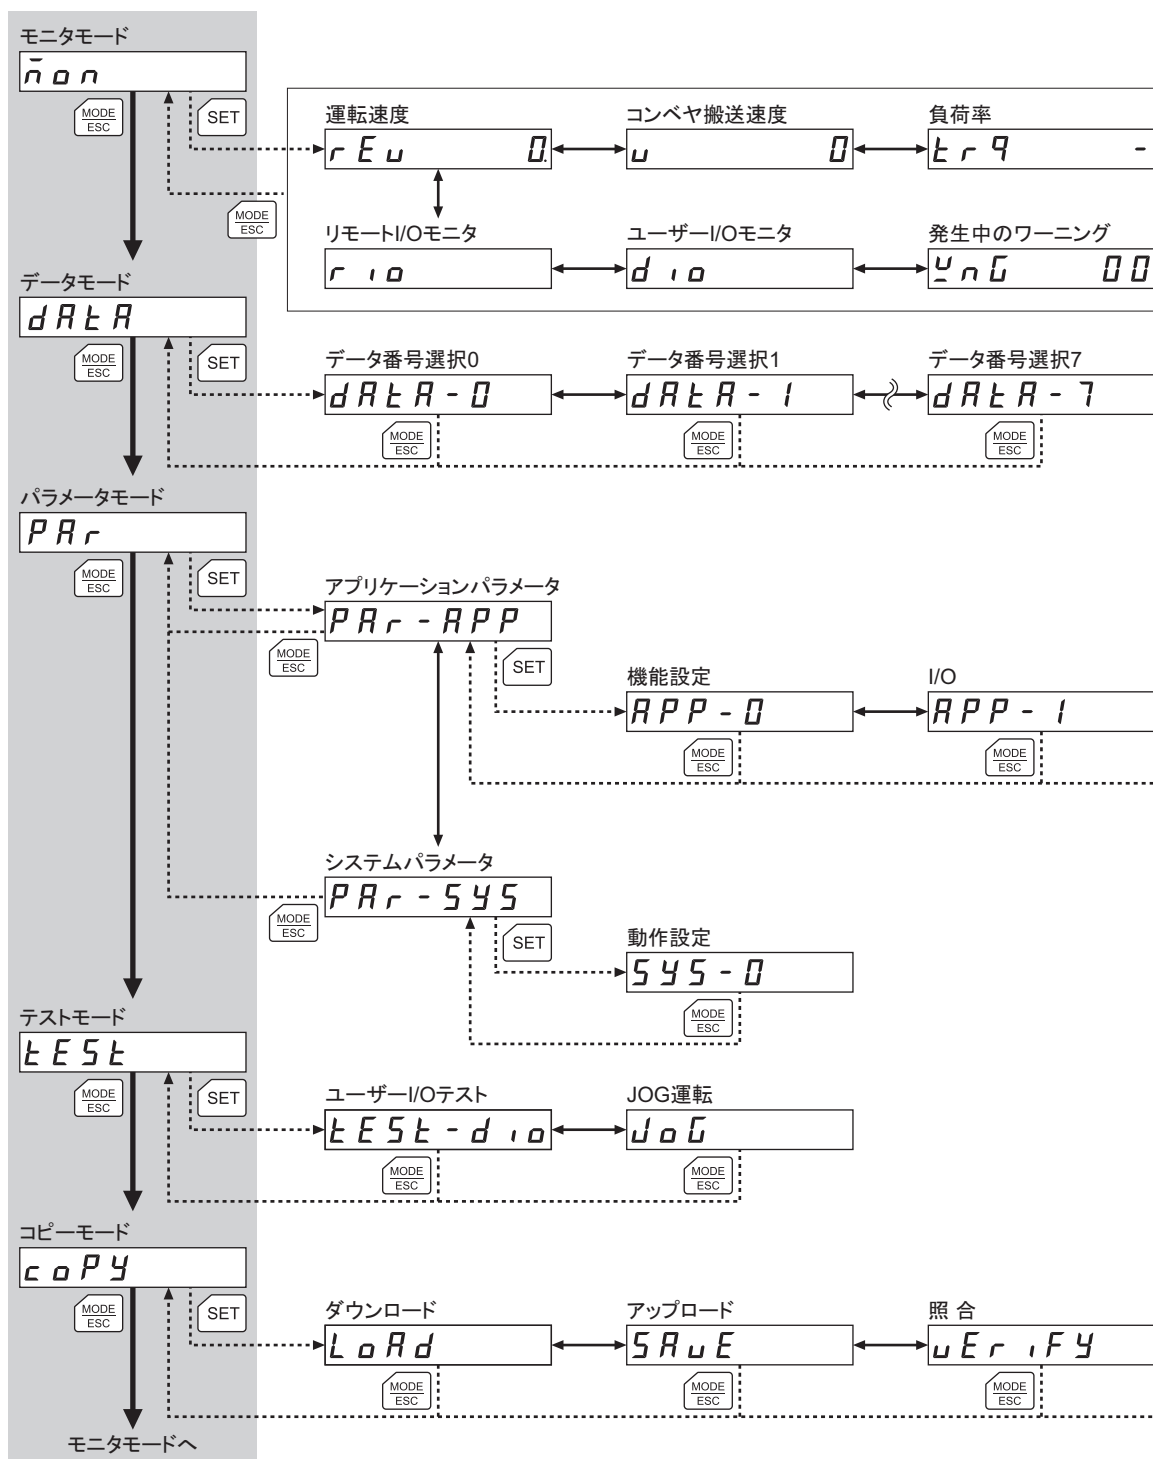 モニタモード
mon
MODE
ESC
SET
MODE
ESC
運転速度
rEv 0.
コンベヤ搬送速度
v 0
負荷率
trq -
リモートI/Oモニタ
rio
ユーザーI/Oモニタ
dio
発生中のワーニング
WnG 00
データモード
dAtA
MODE
ESC
SET
データ番号選択0
dAtA-0
データ番号選択1
dAtA-1
データ番号選択7
dAtA-7
MODE
ESC
MODE
ESC
MODE
ESC
パラメータモード
PAr
MODE
ESC
SET
アプリケーションパラメータ
PAr-APP
MODE
ESC
SET
機能設定
APP-0
I/O
APP-1
MODE
ESC
MODE
ESC
システムパラメータ
PAr-SYS
MODE
ESC
SET
動作設定
SYS-0
MODE
ESC
テストモード
tESt
MODE
ESC
SET
ユーザーI/Oテスト
tESt-dio
JOG運転
JoG
MODE
ESC
MODE
ESC
コピーモード
coPY
MODE
ESC
SET
ダウンロード
LoAd
アップロード
SAvE
照 合
vEriFY
MODE
ESC
MODE
ESC
MODE
ESC
モニタモードへ